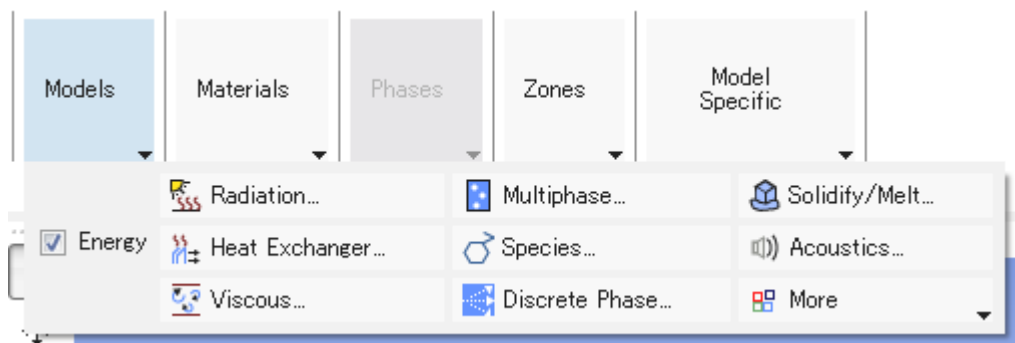 Models
Materials
Phases
Zones
Model
Specific
Energy
Radiation...
Multiphase...
Solidify/Melt...
Heat Exchanger...
Species...
Acoustics...
Viscous...
Discrete Phase...
More